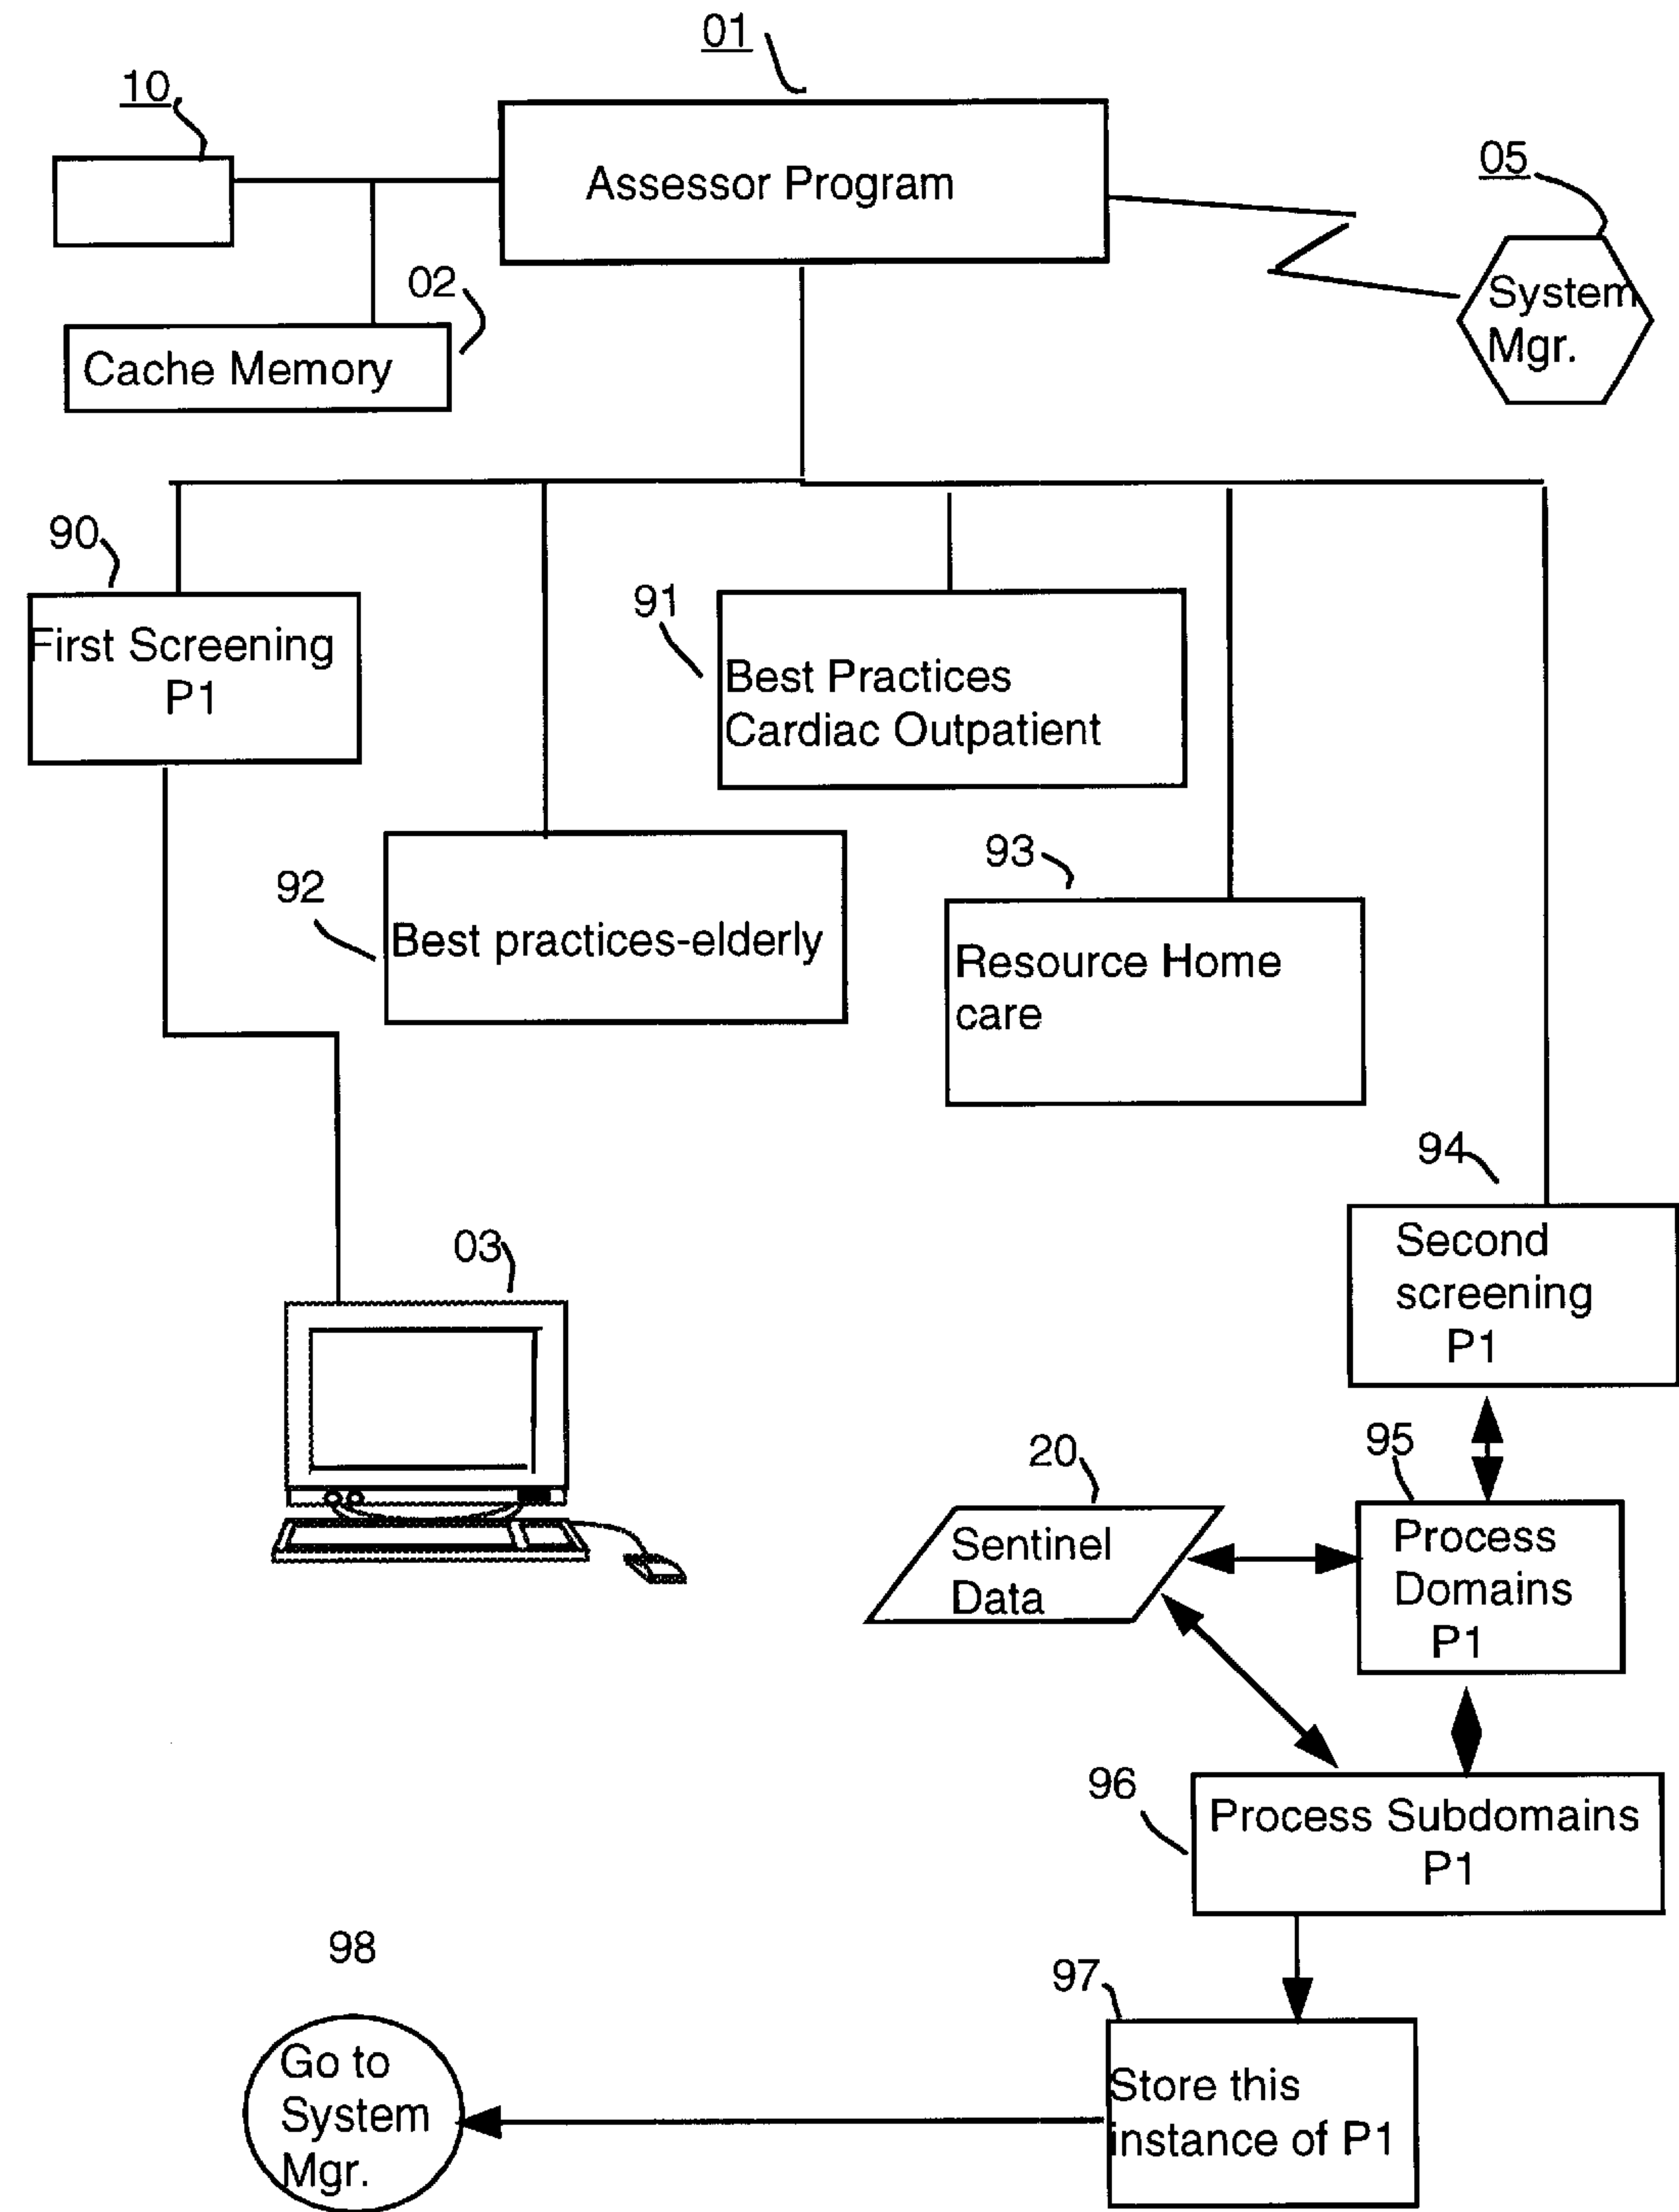 01
10
Assessor Program
05
System
Mgr.
02
Cache Memory
90
First Screening
P1
91
Best Practices
Cardiac Outpatient
92
Best practices-elderly
93
Resource Home
care
94
Second
screening
P1
03
95
Process
Domains
P1
20
Sentinel
Data
96
Process Subdomains
P1
97
Store this
instance of P1
98
Go to
System
Mgr.